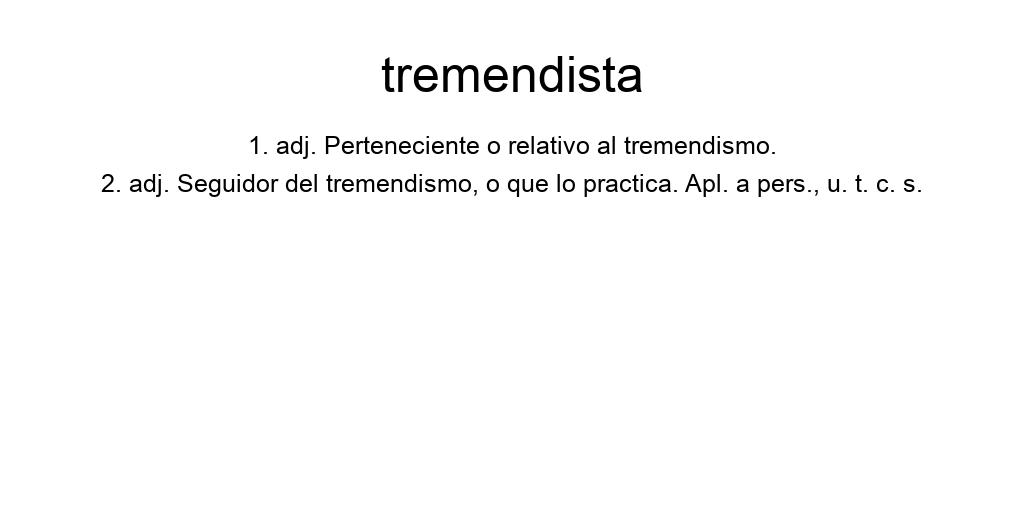 tremendista
1. adj. Perteneciente o relativo al tremendismo.
2. adj. Seguidor del tremendismo, o que lo practica. Apl. a pers., u. t. c. s.